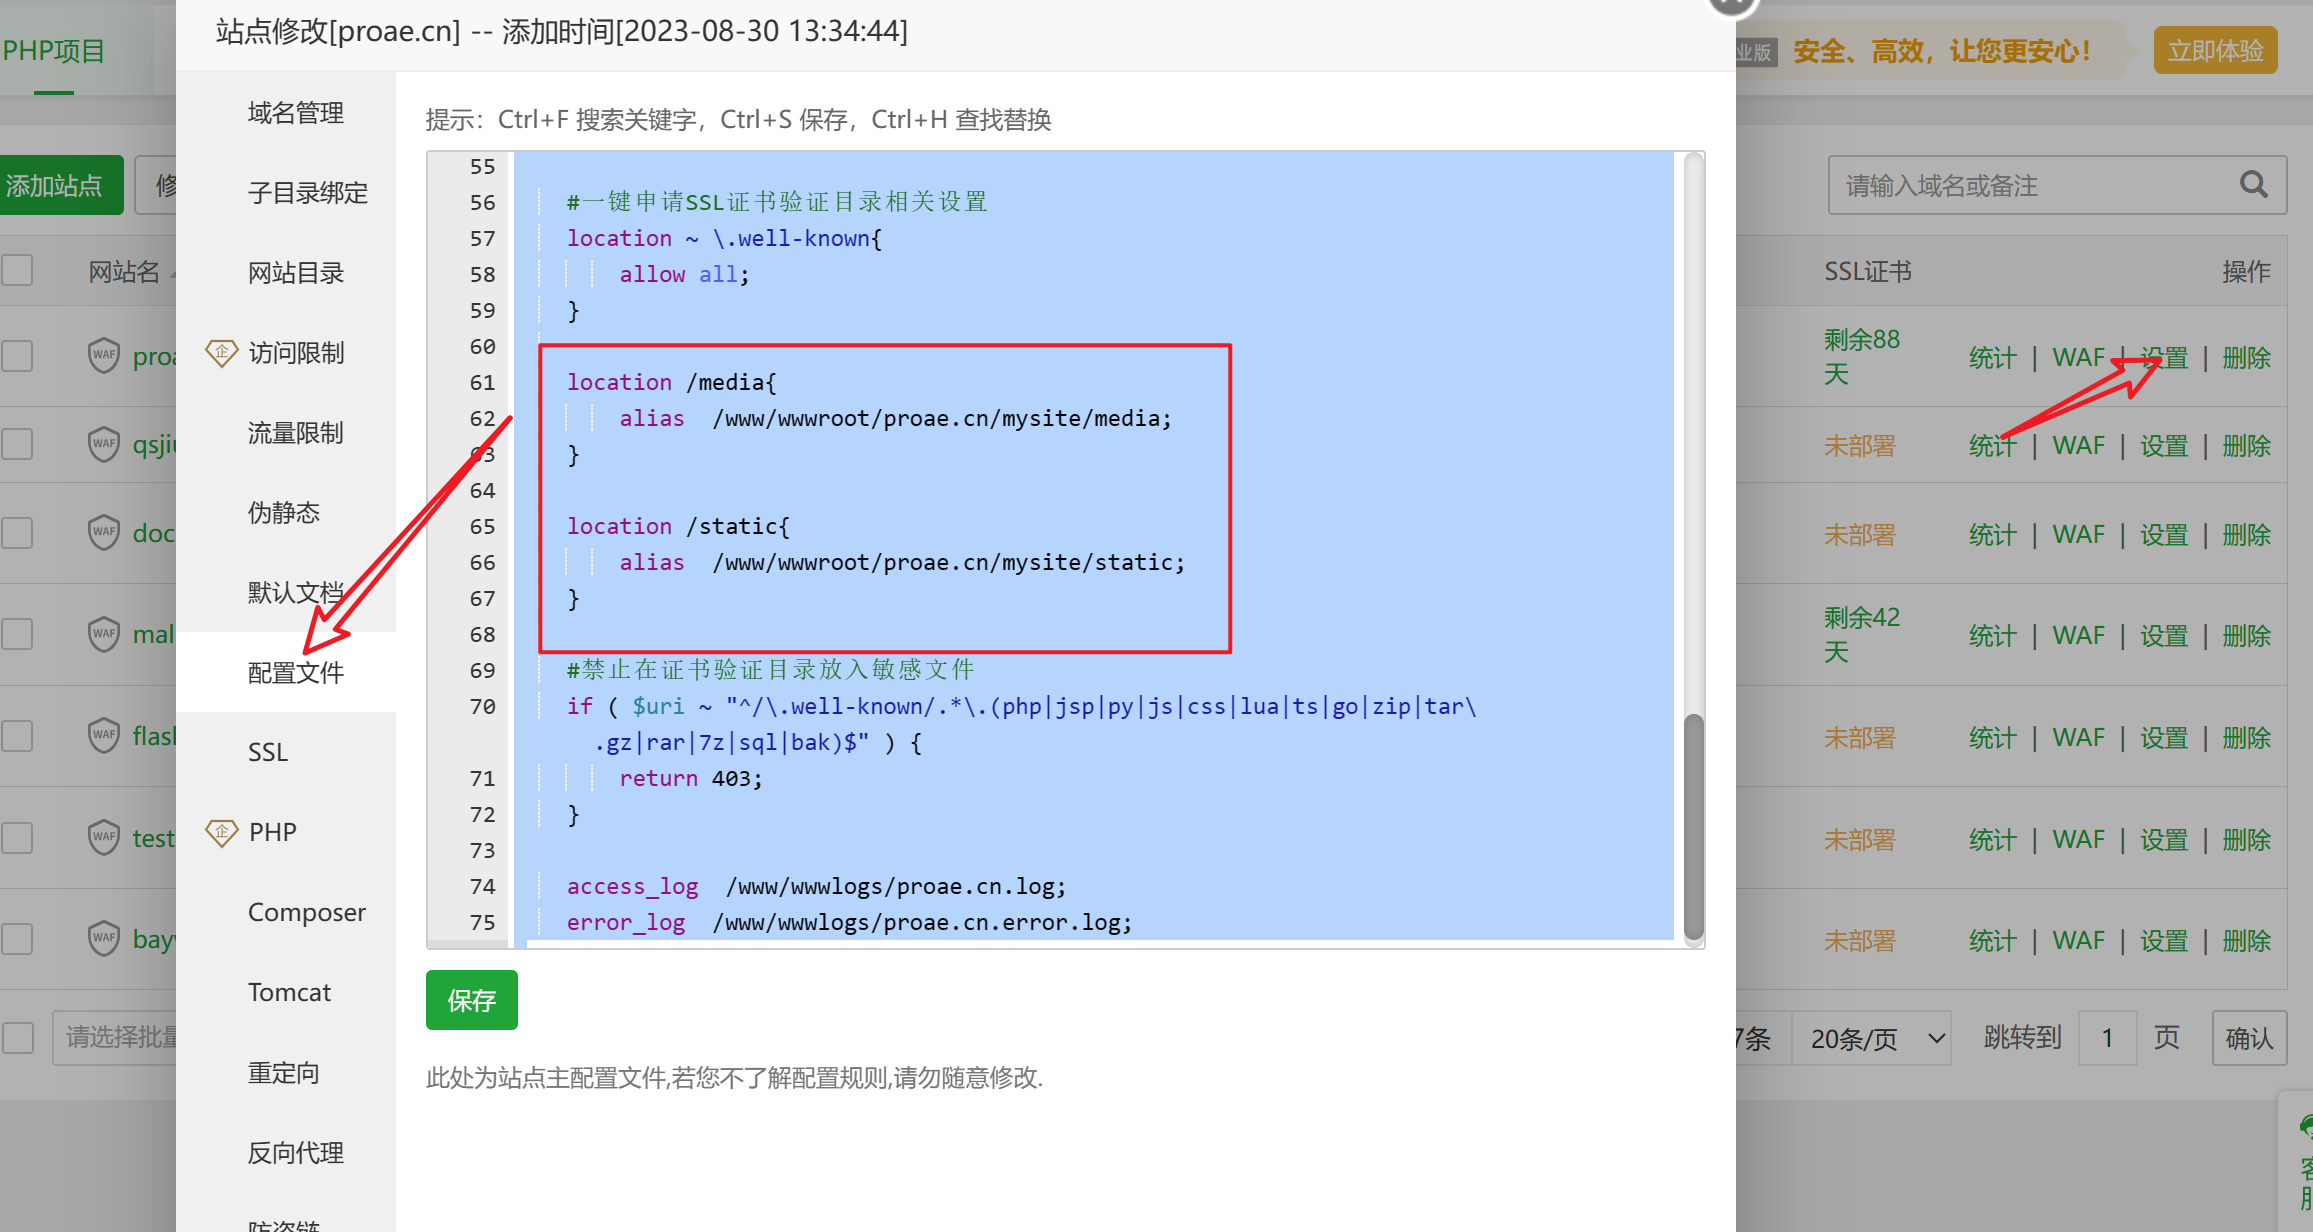 站点修改[proae.cn] -- 添加时间[2023-08-30 13:34:44]
PHP项目
业版
安全、高效，让您更安心！
立即体验
域名管理
子目录绑定
网站目录
访问限制
流量限制
伪静态
默认文档
配置文件
SSL
PHP
Composer
Tomcat
重定向
反向代理
防盗链
提示：Ctrl+F 搜索关键字，Ctrl+S 保存，Ctrl+H 查找替换
55
56 #一键申请SSL证书验证目录相关设置
57 location ~ \.well-known{
58 allow all;
59 }
60
61 location /media{
62 alias /www/wwwroot/proae.cn/mysite/media;
63 }
64
65 location /static{
66 alias /www/wwwroot/proae.cn/mysite/static;
67 }
68
69 #禁止在证书验证目录放入敏感文件
70 if ( $uri ~ "^/\.well-known/.*\.(php|jsp|py|js|css|lua|ts|go|zip|tar\
.gz|rar|7z|sql|bak)$" ) {
71 return 403;
72 }
73
74 access_log /www/wwwlogs/proae.cn.log;
75 error_log /www/wwwlogs/proae.cn.error.log;
保存
此处为站点主配置文件,若您不了解配置规则,请勿随意修改.
添加站点
修
请输入域名或备注
网站名
SSL证书
操作
WAF
proa
剩余88
天
统计 | WAF | 设置 | 删除
WAF
qsjiu
未部署
统计 | WAF | 设置 | 删除
WAF
doc
未部署
统计 | WAF | 设置 | 删除
WAF
mal
剩余42
天
统计 | WAF | 设置 | 删除
WAF
flasl
未部署
统计 | WAF | 设置 | 删除
WAF
test
未部署
统计 | WAF | 设置 | 删除
WAF
bayw
未部署
统计 | WAF | 设置 | 删除
请选择批量
7条
20条/页
跳转到
1
页
确认
客
服